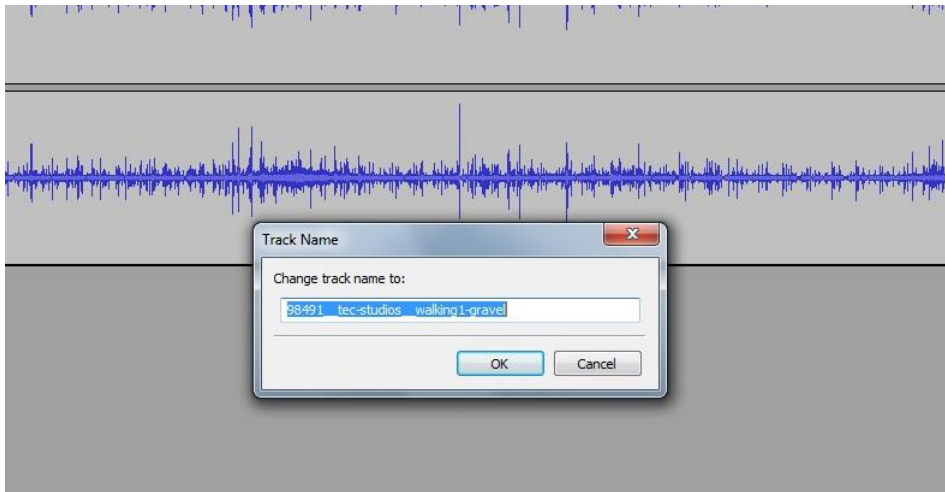 Track Name
Change track name to:
98491__tec-studios__walking1-gravel
OK
Cancel